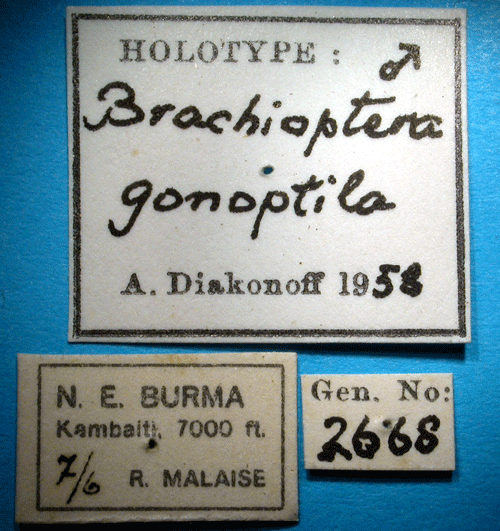 HOLOTYPE : ♂
Brachioptera
gonoptila
A. Diakonoff 1958
N. E. BURMA
Kambaiti, 7000 ft.
7/6 R. MALAISE
Gen. No:
2668